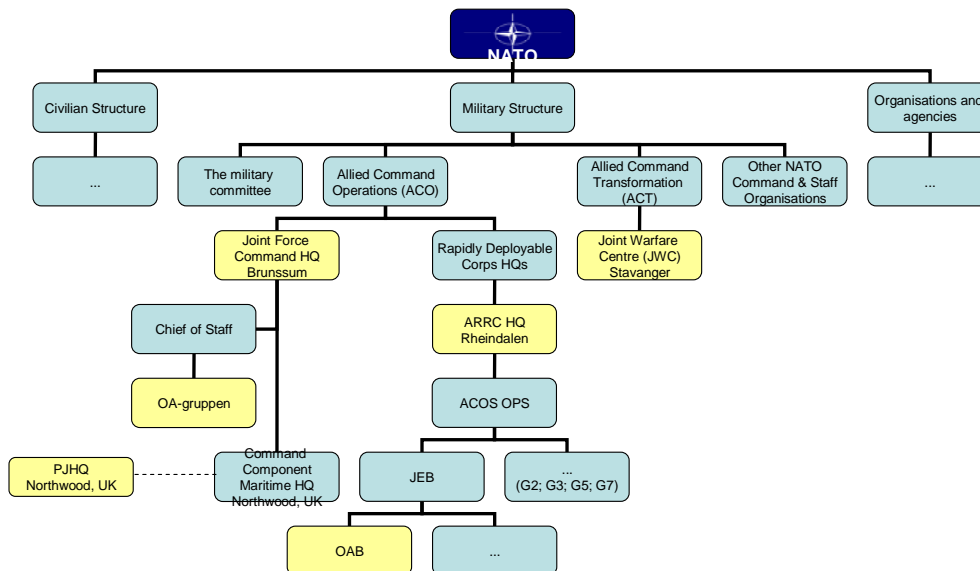 NATO
Civilian Structure
Military Structure
Organisations and
agencies
...
The military
committee
Allied Command
Operations (ACO)
Allied Command
Transformation
(ACT)
Other NATO
Command & Staff
Organisations
...
Joint Force
Command HQ
Brunssum
Rapidly Deployable
Corps HQs
Joint Warfare
Centre (JWC)
Stavanger
Chief of Staff
ARRC HQ
Rheindalen
OA-gruppen
ACOS OPS
PJHQ
Northwood, UK
Command
Component
Maritime HQ
Northwood, UK
JEB
...
(G2; G3; G5; G7)
OAB
...